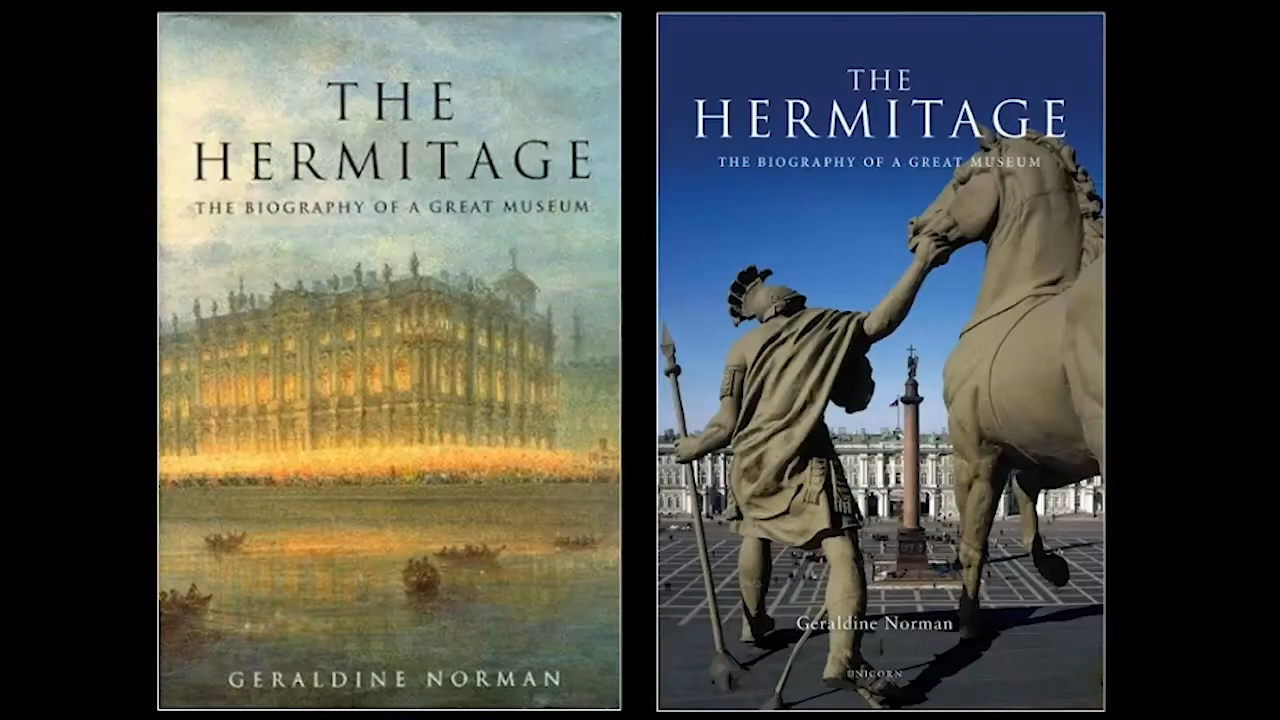 THE
HERMITAGE
THE BIOGRAPHY OF A GREAT MUSEUM
GERALDINE NORMAN
THE
HERMITAGE
THE BIOGRAPHY OF A GREAT MUSEUM
Geraldine Norman
UNICORN